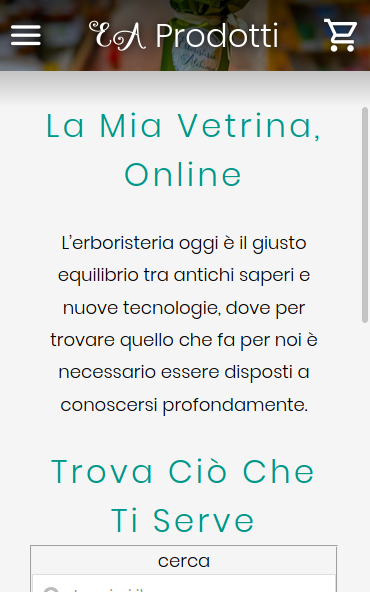 EA Prodotti
La Mia Vetrina,
Online
L'erboristeria oggi è il giusto
equilibrio tra antichi saperi e
nuove tecnologie, dove per
trovare quello che fa per noi è
necessario essere disposti a
conoscersi profondamente.
Trova Ciò Che
Ti Serve
cerca